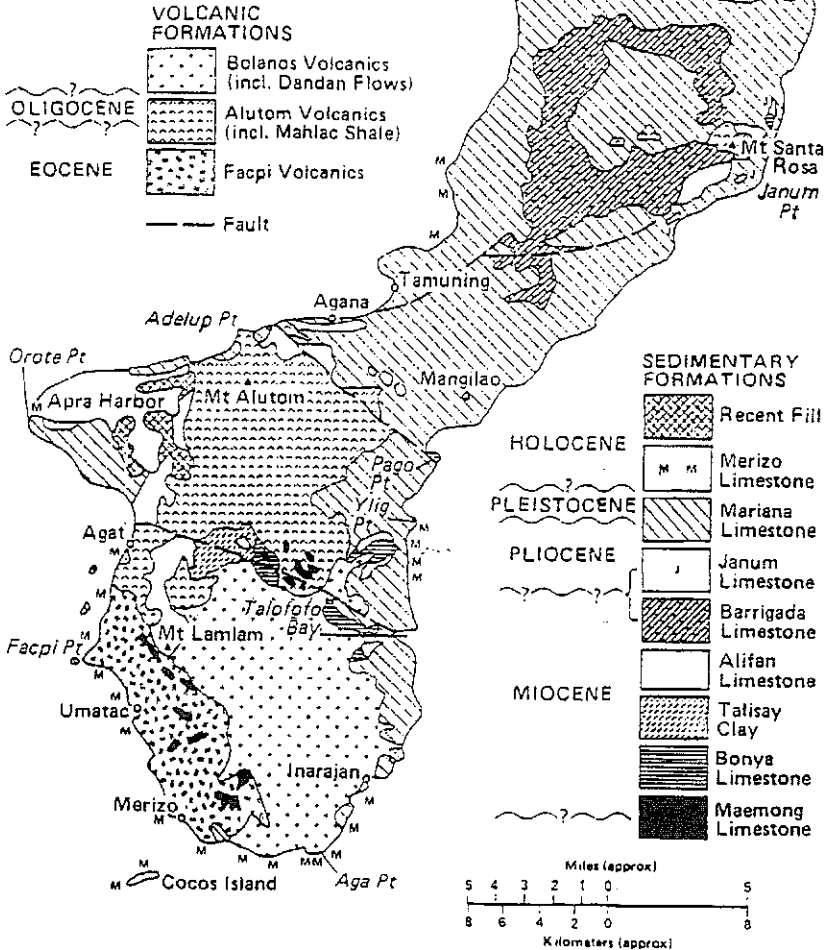 VOLCANIC
FORMATIONS
Bolanos Volcanics
(incl. Dandan Flows)
?
OLIGOCENE
? ?
Alutom Volcanics
(incl. Mahlac Shale)
EOCENE
Facpi Volcanics
Fault
J
Mt Santa
Rosa
J
Janum
Pt
M
M
M
Tamuning
Agana
Adelup Pt
Orote Pt
M
Apra Harbor
Mt Alutom
Mangilao
Pago
Pt
Ylig
Pt
M
M
M
M
Agat
M
Talofofo
Bay
Mt Lamlam
M
Facpi Pt
M
Umatac
M
Inarajan
M
Merizo
M
M
M
M
M
MM
M
M
M
M
Cocos Island
Aga Pt
SEDIMENTARY
FORMATIONS
Recent Fill
HOLOCENE
M M
Merizo
Limestone
?
PLEISTOCENE
Mariana
Limestone
PLIOCENE
J
Janum
Limestone
? ?
Barrigada
Limestone
Alifan
Limestone
MIOCENE
Talisay
Clay
Bonya
Limestone
?
Maemong
Limestone
Miles (approx)
5 4 3 2 1 0 5
8 6 4 2 0 8
Kilometers (approx)